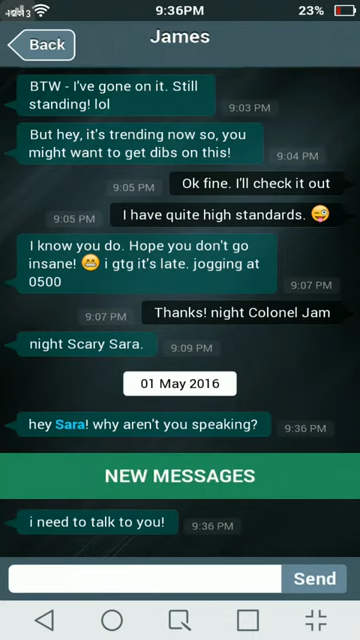 12:13
9:36PM
23%
Back
James
BTW - I've gone on it. Still
standing! lol
9:03 PM
But hey, it's trending now so, you
might want to get dibs on this!
9:04 PM
9:05 PM
Ok fine. I'll check it out
9:05 PM
I have quite high standards. 😜
I know you do. Hope you don't go
insane! 😁 i gtg it's late. jogging at
0500
9:07 PM
9:07 PM
Thanks! night Colonel Jam
night Scary Sara.
9:09 PM
01 May 2016
hey Sara! why aren't you speaking?
9:36 PM
NEW MESSAGES
i need to talk to you!
9:36 PM
Send